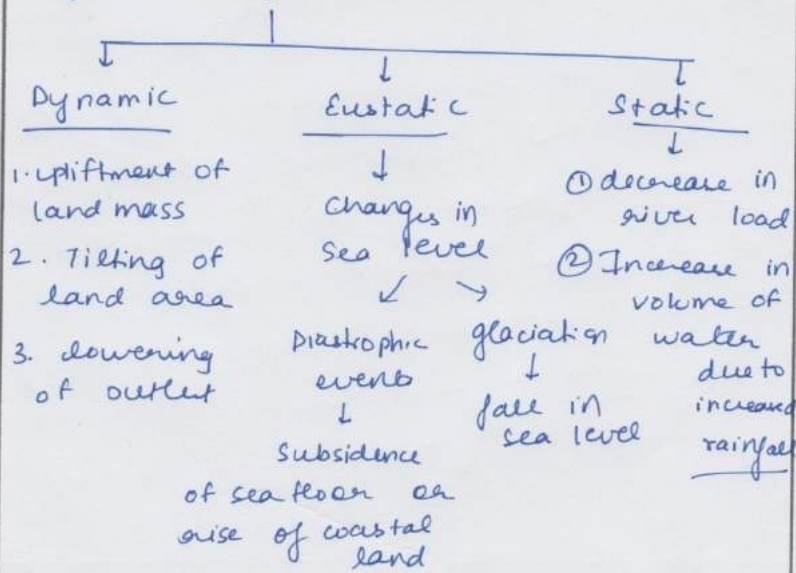 Dynamic
1. upliftment of
land mass
2. Tilting of
land area
3. lowering
of outlet
Eustatic
changes in
sea level
Diastrophic
events
Subsidence
of sea floor or
rise of coastal
land
glaciation
fall in
sea level
Static
① decrease in
river load
② Increase in
volume of
water
due to
increased
rainfall